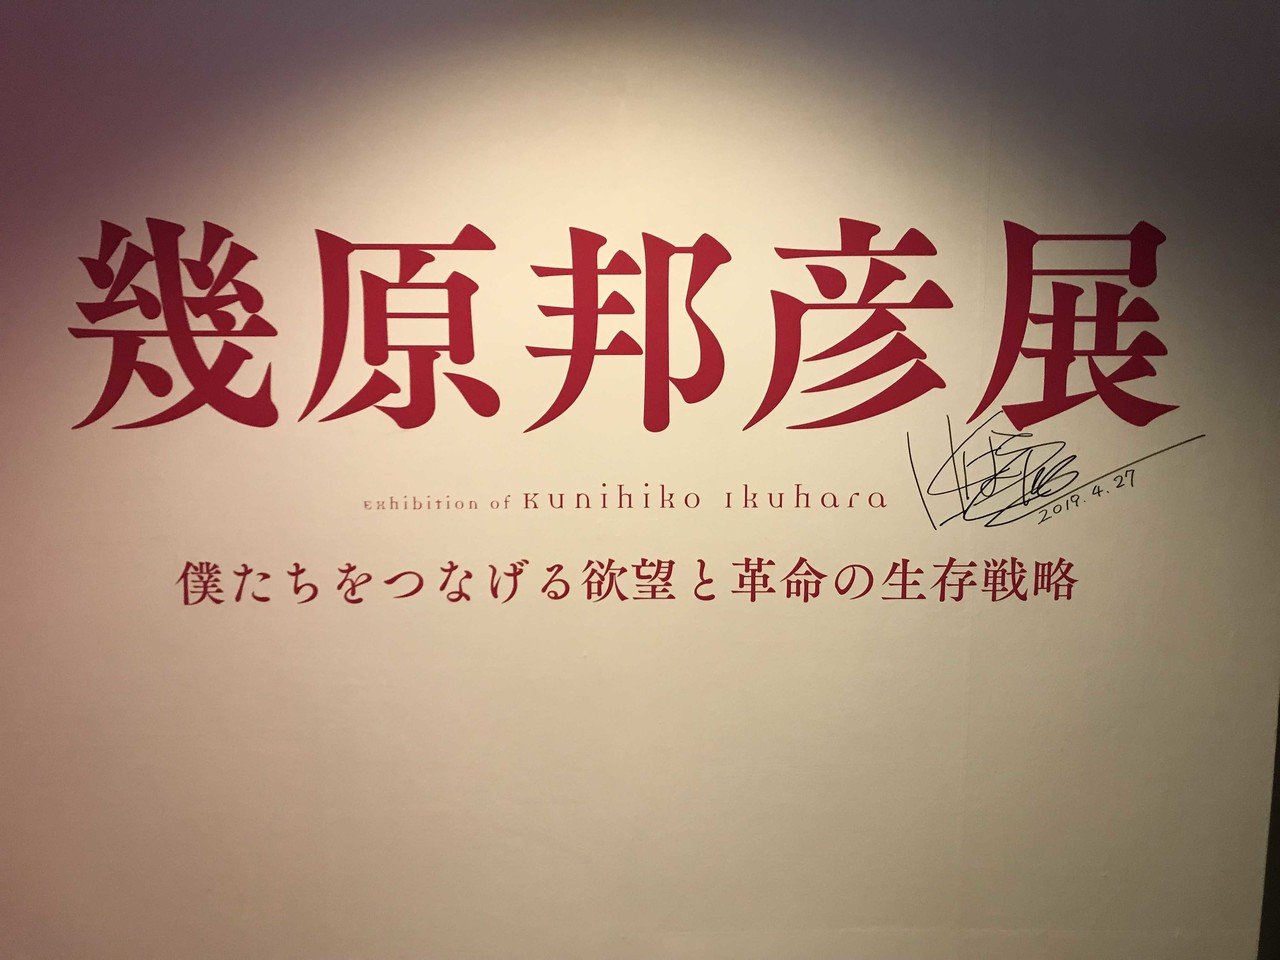 幾原邦彦展
Exhibition of Kunihiko Ikuhara
2019.4.27
僕たちをつなげる欲望と革命の生存戦略